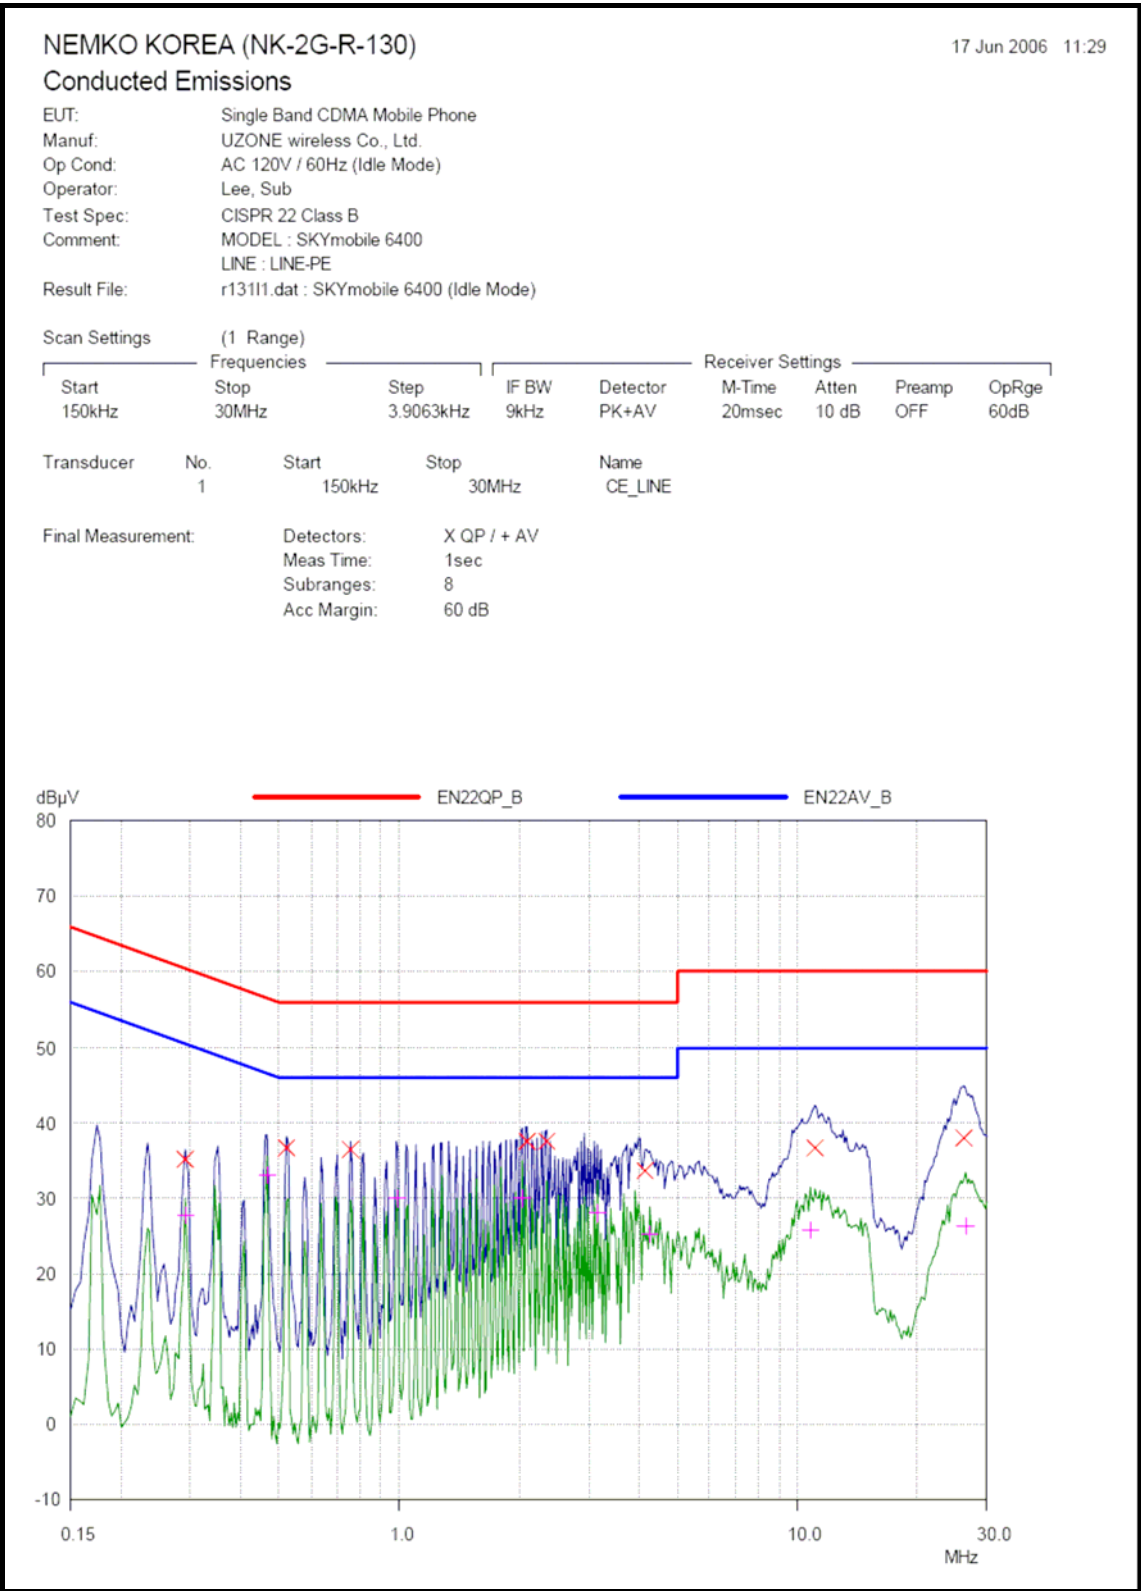 NEMKO KOREA (NK-2G-R-130) 17 Jun 2006 11:29
Conducted Emissions
EUT: Single Band CDMA Mobile Phone
Manuf: UZONE wireless Co., Ltd.
Op Cond: AC 120V / 60Hz (Idle Mode)
Operator: Lee, Sub
Test Spec: CISPR 22 Class B
Comment: MODEL : SKYmobile 6400
LINE : LINE-PE
Result File: r131l1.dat : SKYmobile 6400 (Idle Mode)
Scan Settings (1 Range)
Frequencies Receiver Settings
Start Stop Step IF BW Detector M-Time Atten Preamp OpRge
150kHz 30MHz 3.9063kHz 9kHz PK+AV 20msec 10 dB OFF 60dB
Transducer No. Start Stop Name
1 150kHz 30MHz CE_LINE
Final Measurement: Detectors: X QP / + AV
Meas Time: 1sec
Subranges: 8
Acc Margin: 60 dB
dBµV EN22QP_B EN22AV_B
80
70
60
50
40
30
20
10
0
-10
0.15 1.0 10.0 30.0
MHz